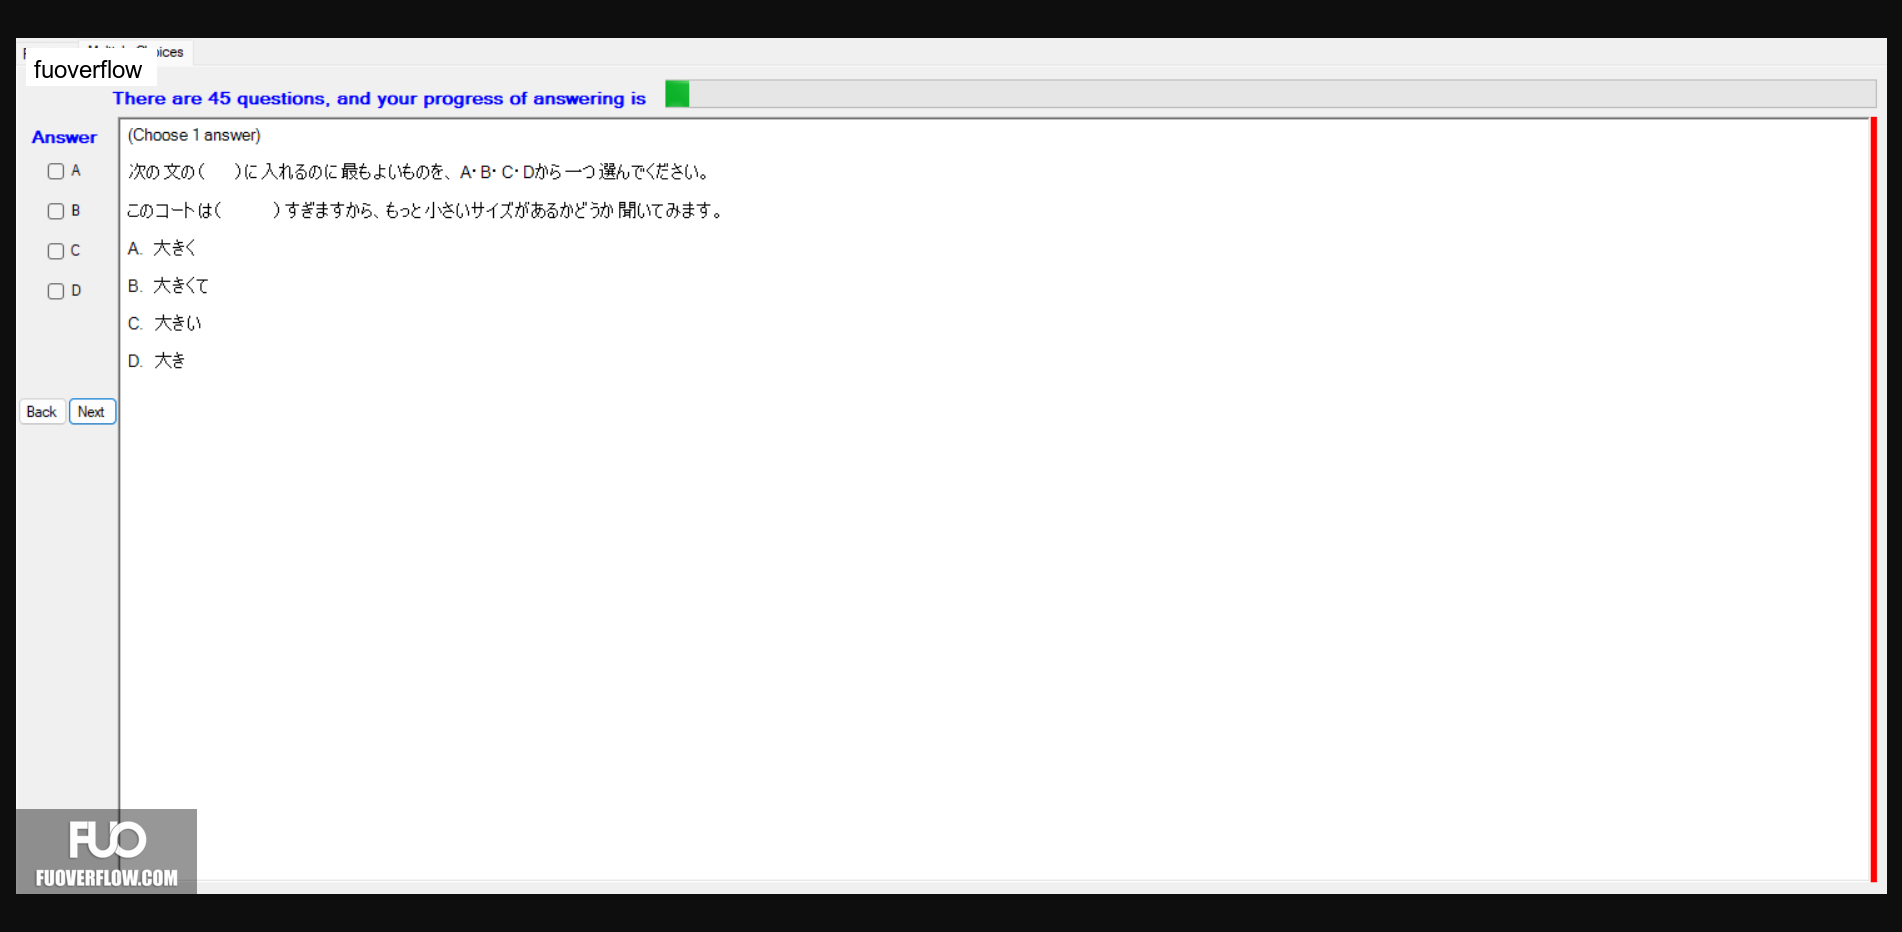 ices
fuoverflow
There are 45 questions, and your progress of answering is
Answer
(Choose 1 answer)
A
次の文の(　　)に入れるのに最もよいものを、A・B・C・Dから一つ選んでください。
B
このコートは(　　　)すぎますから、もっと小さいサイズがあるかどうか聞いてみます。
C
A. 大きく
D
B. 大きくて
C. 大きい
D. 大き
Back Next
FUO
FUOVERFLOW.COM